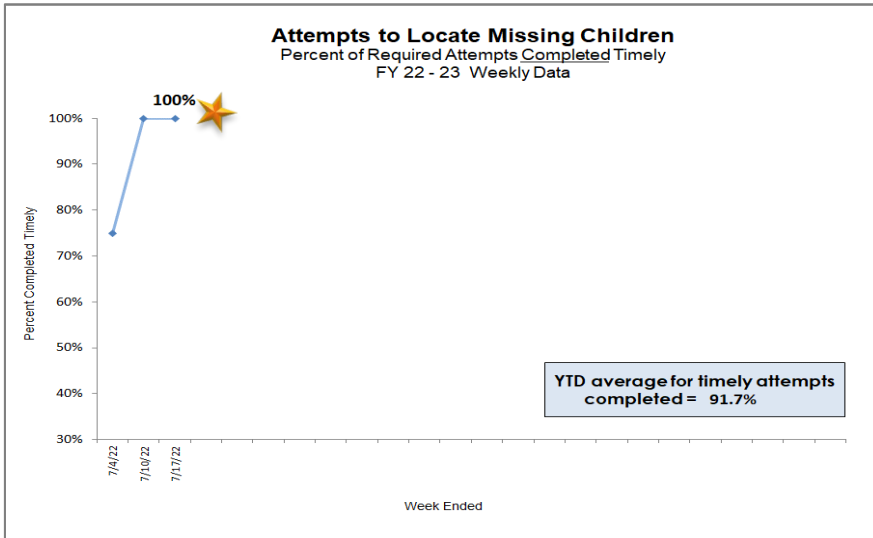 Attempts to Locate Missing Children
Percent of Required Attempts Completed Timely
FY 22 - 23 Weekly Data
100%
100%
90%
80%
70%
60%
50%
40%
30%
Percent Completed Timely
YTD average for timely attempts
completed = 91.7%
7/4/22
7/10/22
7/17/22
Week Ended